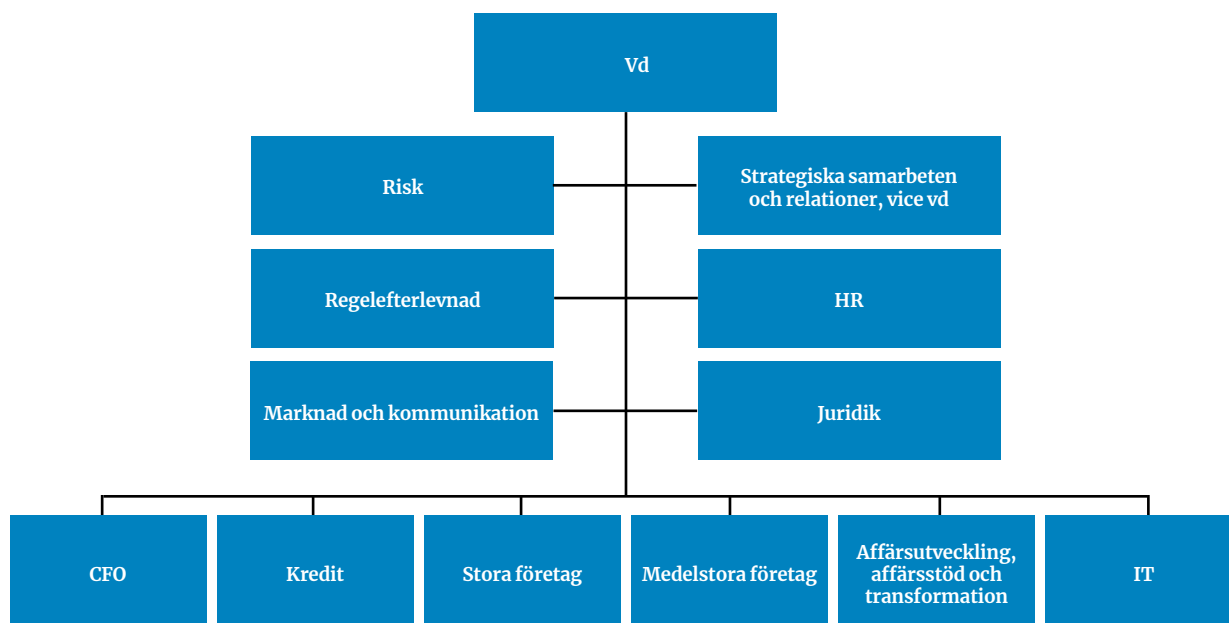 Vd
Risk
Strategiska samarbeten
och relationer, vice vd
Regelefterlevnad
HR
Marknad och kommunikation
Juridik
CFO
Kredit
Stora företag
Medelstora företag
Affärsutveckling,
affärsstöd och
transformation
IT